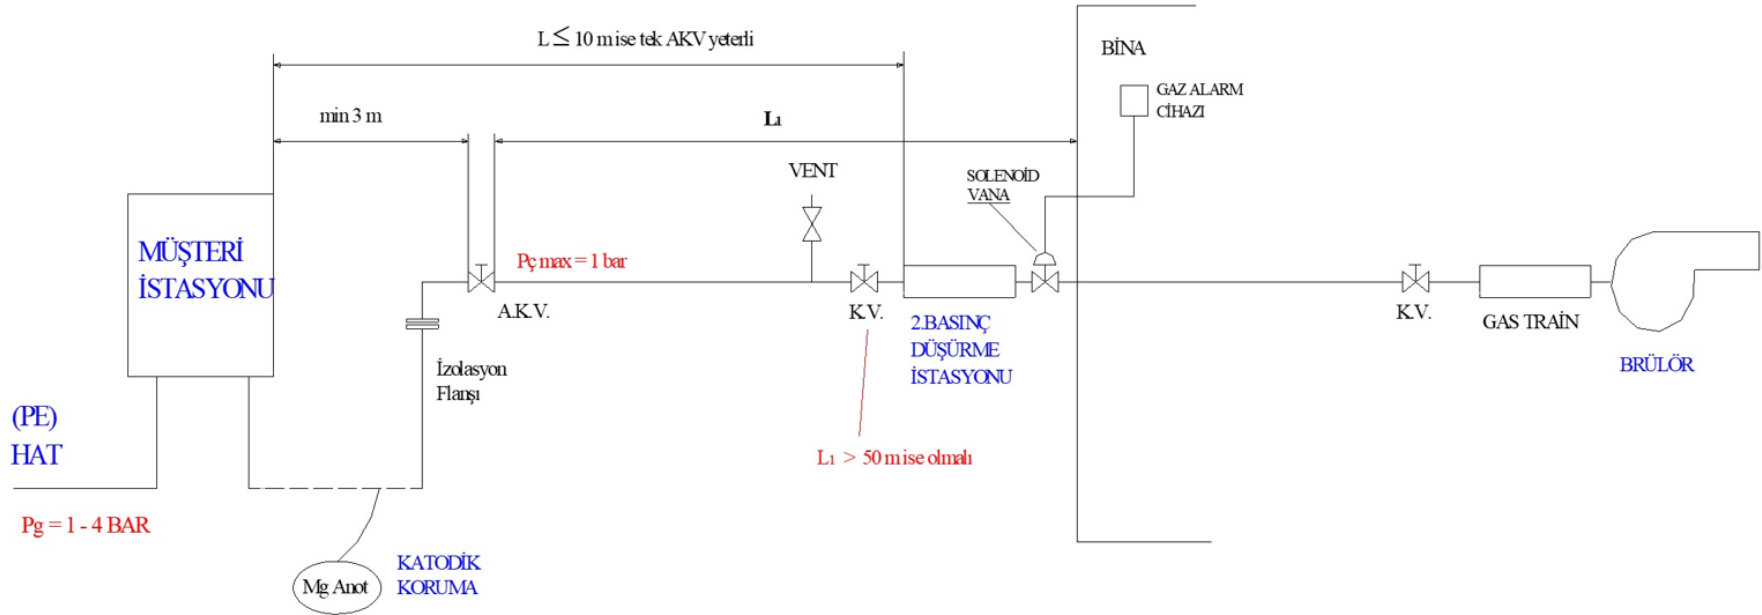 L ≤ 10 m ise tek AKV yeterli
BİNA
GAZ ALARM
CİHAZI
min 3 m
L1
VENT
SOLENOİD
VANA
MÜŞTERİ
İSTASYONU
Pç max = 1 bar
A.K.V.
K.V.
2.BASINÇ
DÜŞÜRME
İSTASYONU
K.V.
GAS TRAİN
BRÜLÖR
İzolasyon
Flanşı
(PE)
HAT
L1 > 50 m ise olmalı
Pg = 1 - 4 BAR
Mg Anot
KATODİK
KORUMA